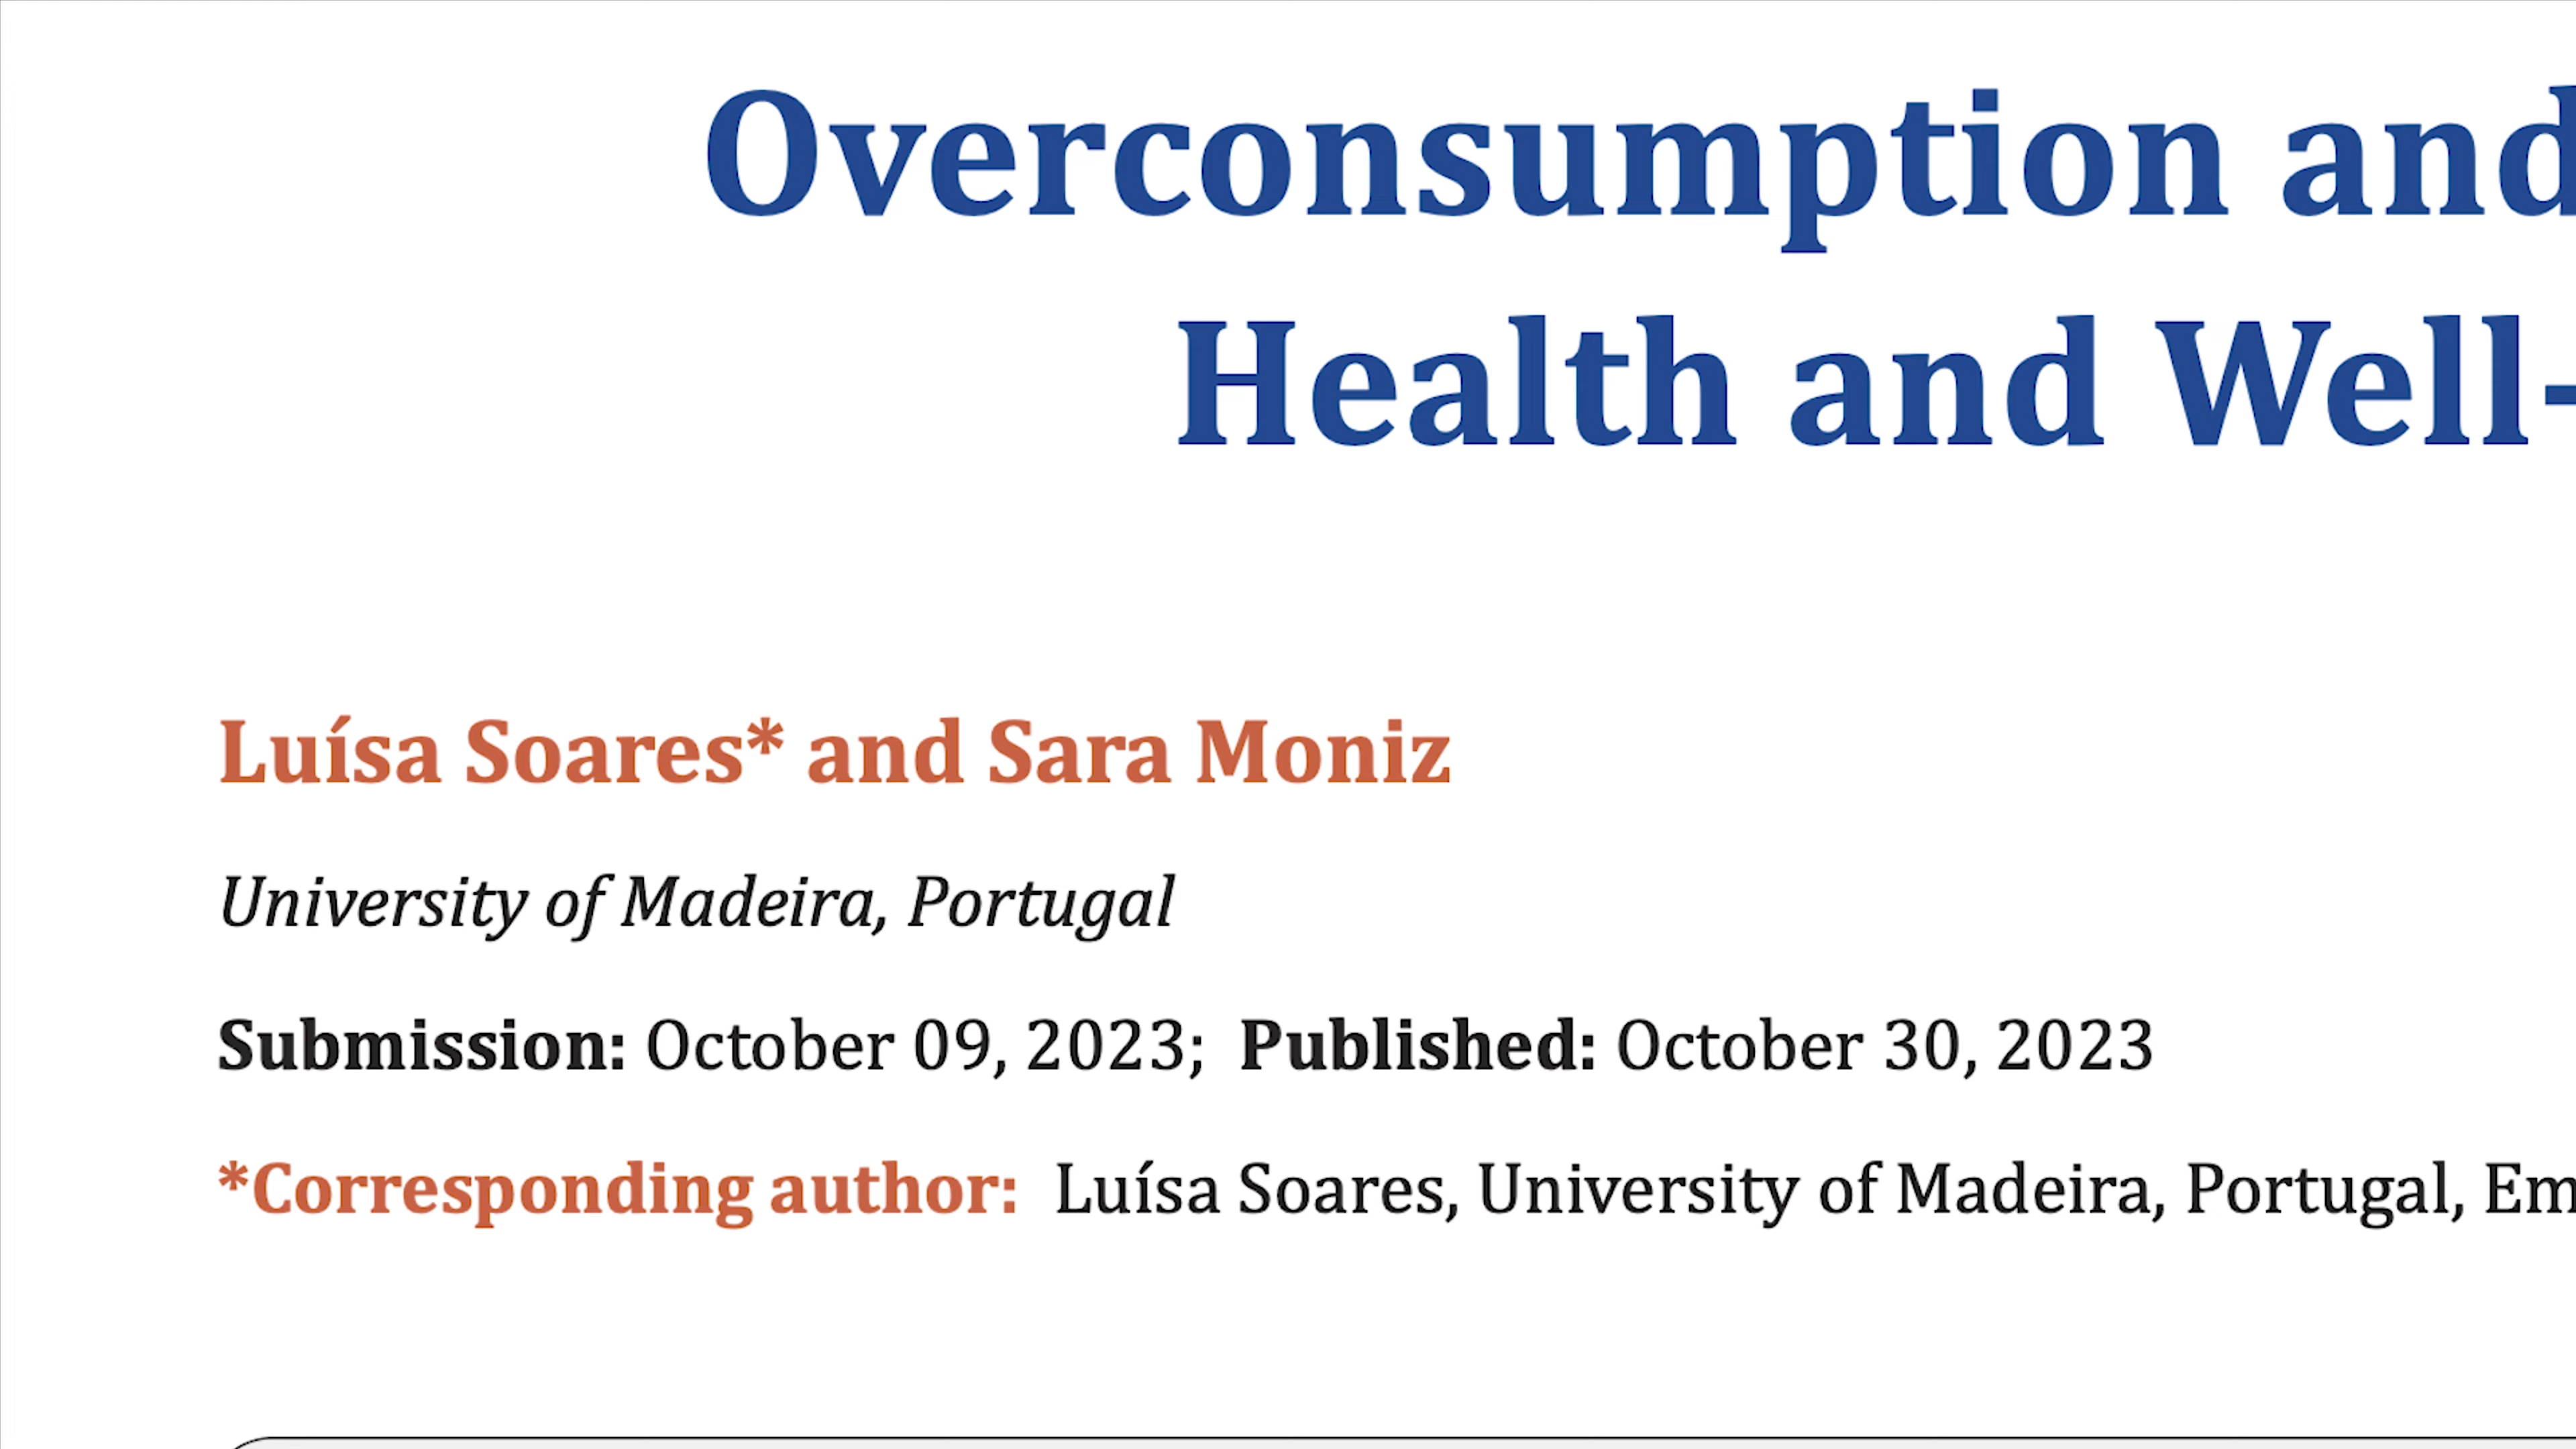 Overconsumption and
Health and Well-
Luísa Soares* and Sara Moniz
University of Madeira, Portugal
Submission: October 09, 2023; Published: October 30, 2023
*Corresponding author: Luísa Soares, University of Madeira, Portugal, Em